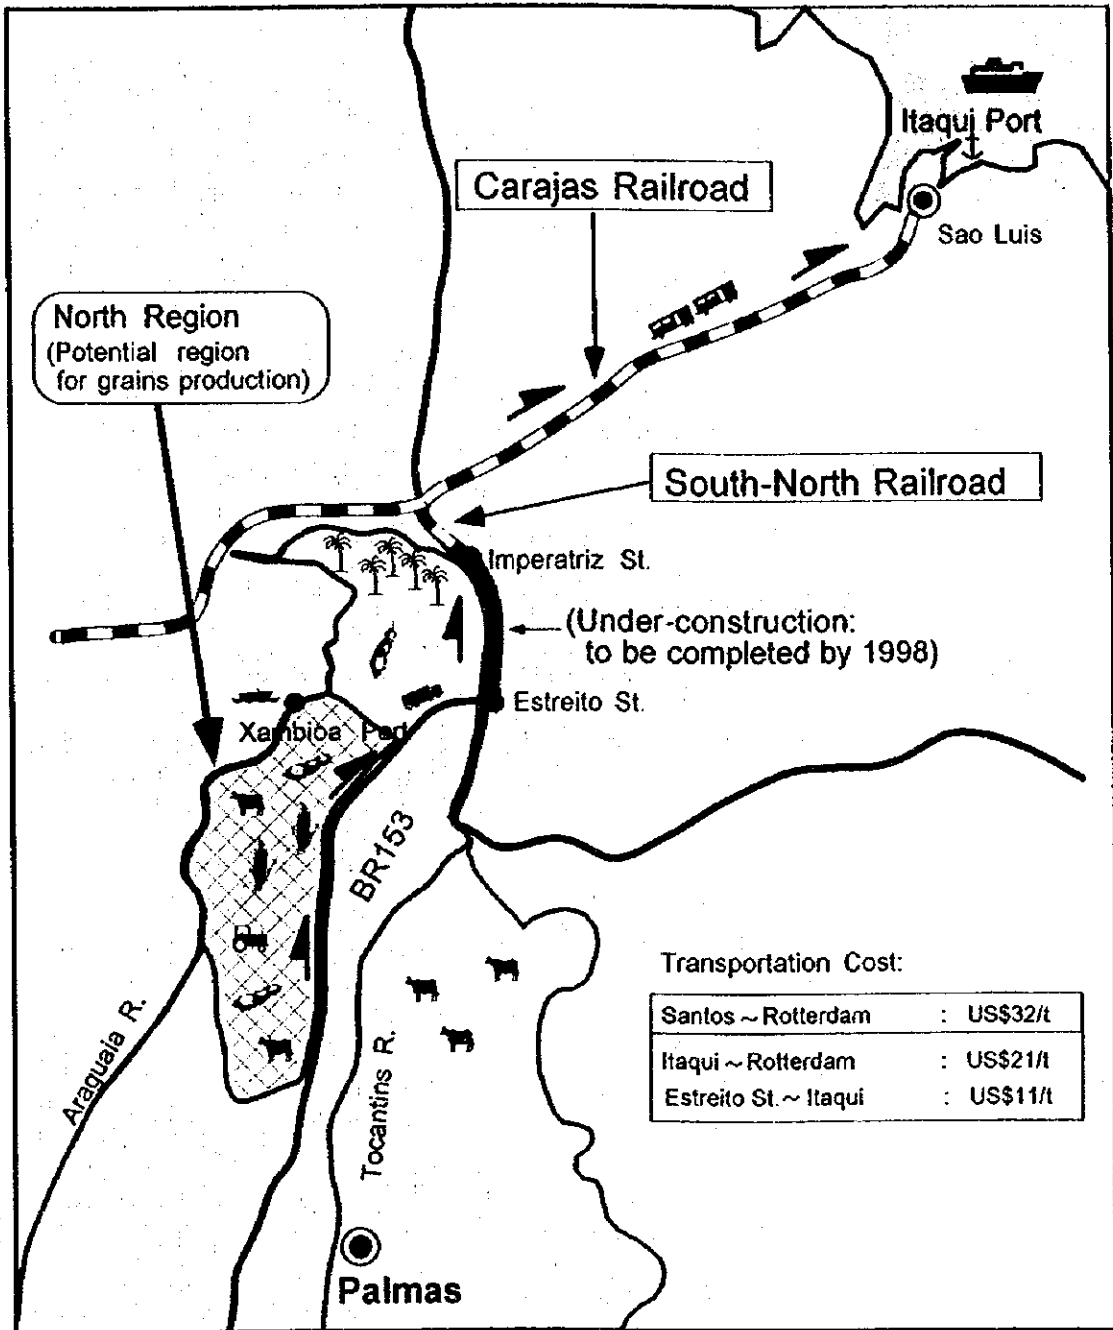 Itaqui Port
Carajas Railroad
Sao Luis
North Region
(Potential region
for grains production)
South-North Railroad
Imperatriz St.
(Under-construction:
to be completed by 1998)
Estreito St.
Xambioa
BR153
Araguaia R.
Tocantins R.
Palmas
Transportation Cost:
Santos ~ Rotterdam : US$32/t
Itaqui ~ Rotterdam : US$21/t
Estreito St. ~ Itaqui : US$11/t